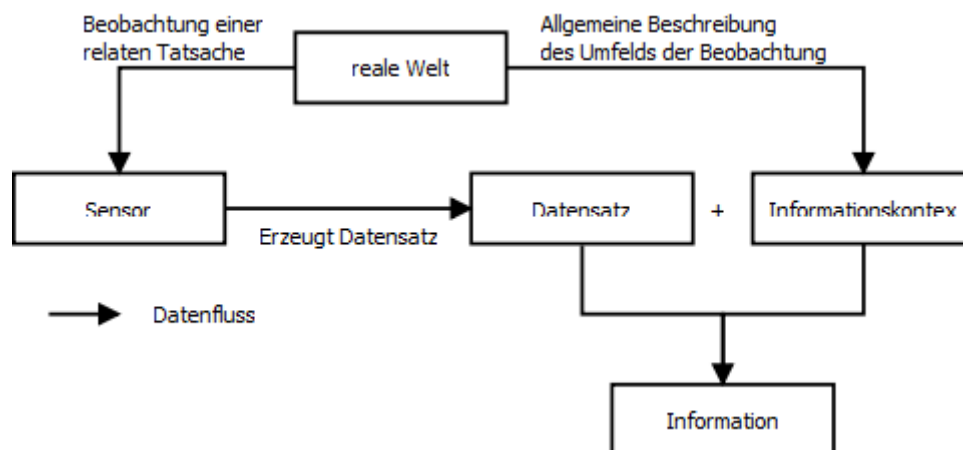 Beobachtung einer
relaten Tatsache
Allgemeine Beschreibung
des Umfelds der Beobachtung
reale Welt
Sensor
Datensatz
+
Informationskontex
Erzeugt Datensatz
Datenfluss
Information